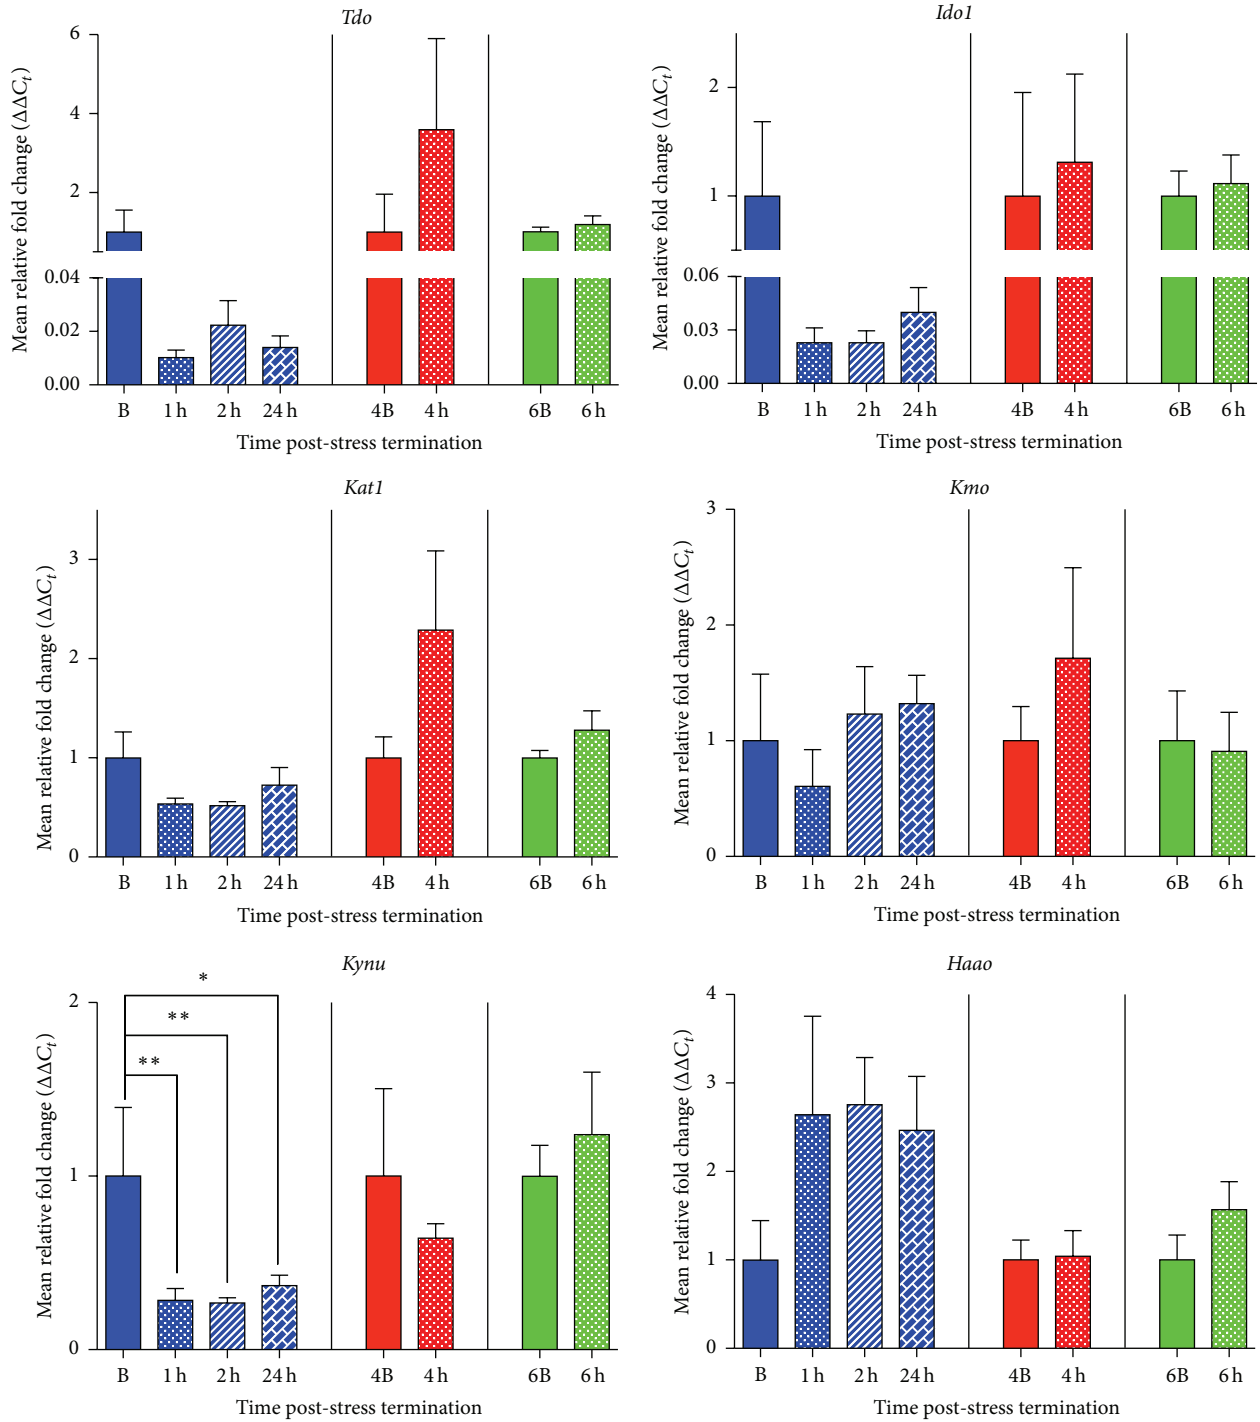 Tdo
Mean relative fold change (ΔΔCt)
6
4
2
0.04
0.02
0.00
B 1 h 2 h 24 h 4B 4 h 6B 6 h
Time post-stress termination
Ido1
Mean relative fold change (ΔΔCt)
2
1
0.06
0.03
0.00
B 1 h 2 h 24 h 4B 4 h 6B 6 h
Time post-stress termination
Kat1
Mean relative fold change (ΔΔCt)
3
2
1
0
B 1 h 2 h 24 h 4B 4 h 6B 6 h
Time post-stress termination
Kmo
Mean relative fold change (ΔΔCt)
3
2
1
0
B 1 h 2 h 24 h 4B 4 h 6B 6 h
Time post-stress termination
Kynu
Mean relative fold change (ΔΔCt)
2
1
0
*
**
**
B 1 h 2 h 24 h 4B 4 h 6B 6 h
Time post-stress termination
Haao
Mean relative fold change (ΔΔCt)
4
3
2
1
0
B 1 h 2 h 24 h 4B 4 h 6B 6 h
Time post-stress termination